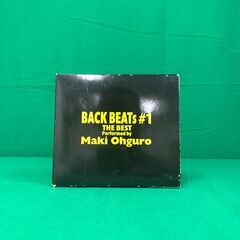 BACK BEATs #1
THE BEST
Performed by
Maki Ohguro